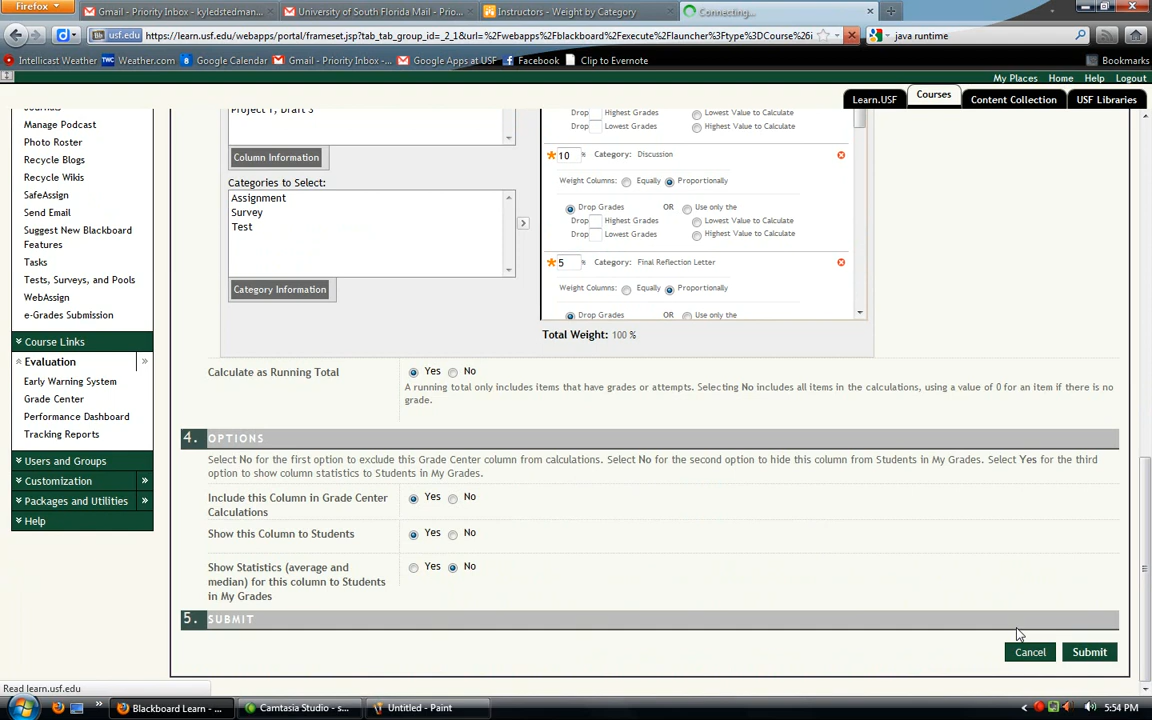 Firefox
Gmail - Priority Inbox - kyledstedman...
University of South Florida Mail - Prio...
Instructors - Weight by Category
Connecting...
usf.edu
https://learn.usf.edu/webapps/portal/frameset.jsp?tab_tab_group_id=_2_1&url=%2Fwebapps%2Fblackboard%2Fexecute%2Flauncher%3Ftype%3DCourse%26i
java runtime
Intellicast Weather
Weather.com
Google Calendar
Gmail - Priority Inbox -...
Google Apps at USF
Facebook
Clip to Evernote
Bookmarks
My Places
Home
Help
Logout
Learn.USF
Courses
Content Collection
USF Libraries
Manage Podcast
Photo Roster
Recycle Blogs
Recycle Wikis
SafeAssign
Send Email
Suggest New Blackboard
Features
Tasks
Tests, Surveys, and Pools
WebAssign
e-Grades Submission
Course Links
Evaluation
Early Warning System
Grade Center
Performance Dashboard
Tracking Reports
Users and Groups
Customization
Packages and Utilities
Help
Project 1, Draft 3
Column Information
Categories to Select:
Assignment
Survey
Test
Category Information
Drop Highest Grades Lowest Value to Calculate
Drop Lowest Grades Highest Value to Calculate
10 % Category: Discussion
Weight Columns: Equally Proportionally
Drop Grades OR Use only the
Drop Highest Grades Lowest Value to Calculate
Drop Lowest Grades Highest Value to Calculate
5 % Category: Final Reflection Letter
Weight Columns: Equally Proportionally
Drop Grades OR Use only the
Total Weight: 100 %
Calculate as Running Total
Yes No
A running total only includes items that have grades or attempts. Selecting No includes all items in the calculations, using a value of 0 for an item if there is no
grade.
4. OPTIONS
Select No for the first option to exclude this Grade Center column from calculations. Select No for the second option to hide this column from Students in My Grades. Select Yes for the third
option to show column statistics to Students in My Grades.
Include this Column in Grade Center
Calculations
Yes No
Show this Column to Students
Yes No
Show Statistics (average and
median) for this column to Students
in My Grades
Yes No
5. SUBMIT
Cancel
Submit
Read learn.usf.edu
Blackboard Learn - ...
Camtasia Studio - s...
Untitled - Paint
5:54 PM